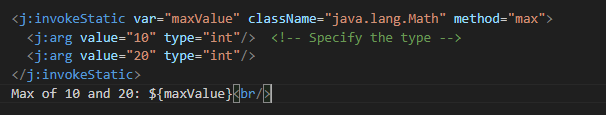 <j:invokeStatic var="maxValue" className="java.lang.Math" method="max">
  <j:arg value="10" type="int"/>  <!-- Specify the type -->
  <j:arg value="20" type="int"/>
</j:invokeStatic>
Max of 10 and 20: ${maxValue}<br/>